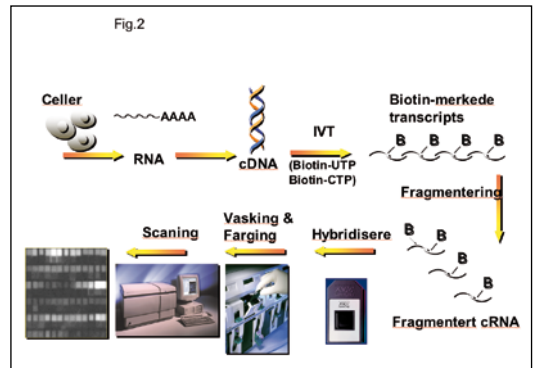 Fig.2
Celler
AAAA
RNA
cDNA
IVT
(Biotin-UTP
Biotin-CTP)
Biotin-merkede
transcripts
B B B B
Fragmentering
B
B
B
Fragmentert cRNA
Hybridisere
Vasking &
Farging
Scaning